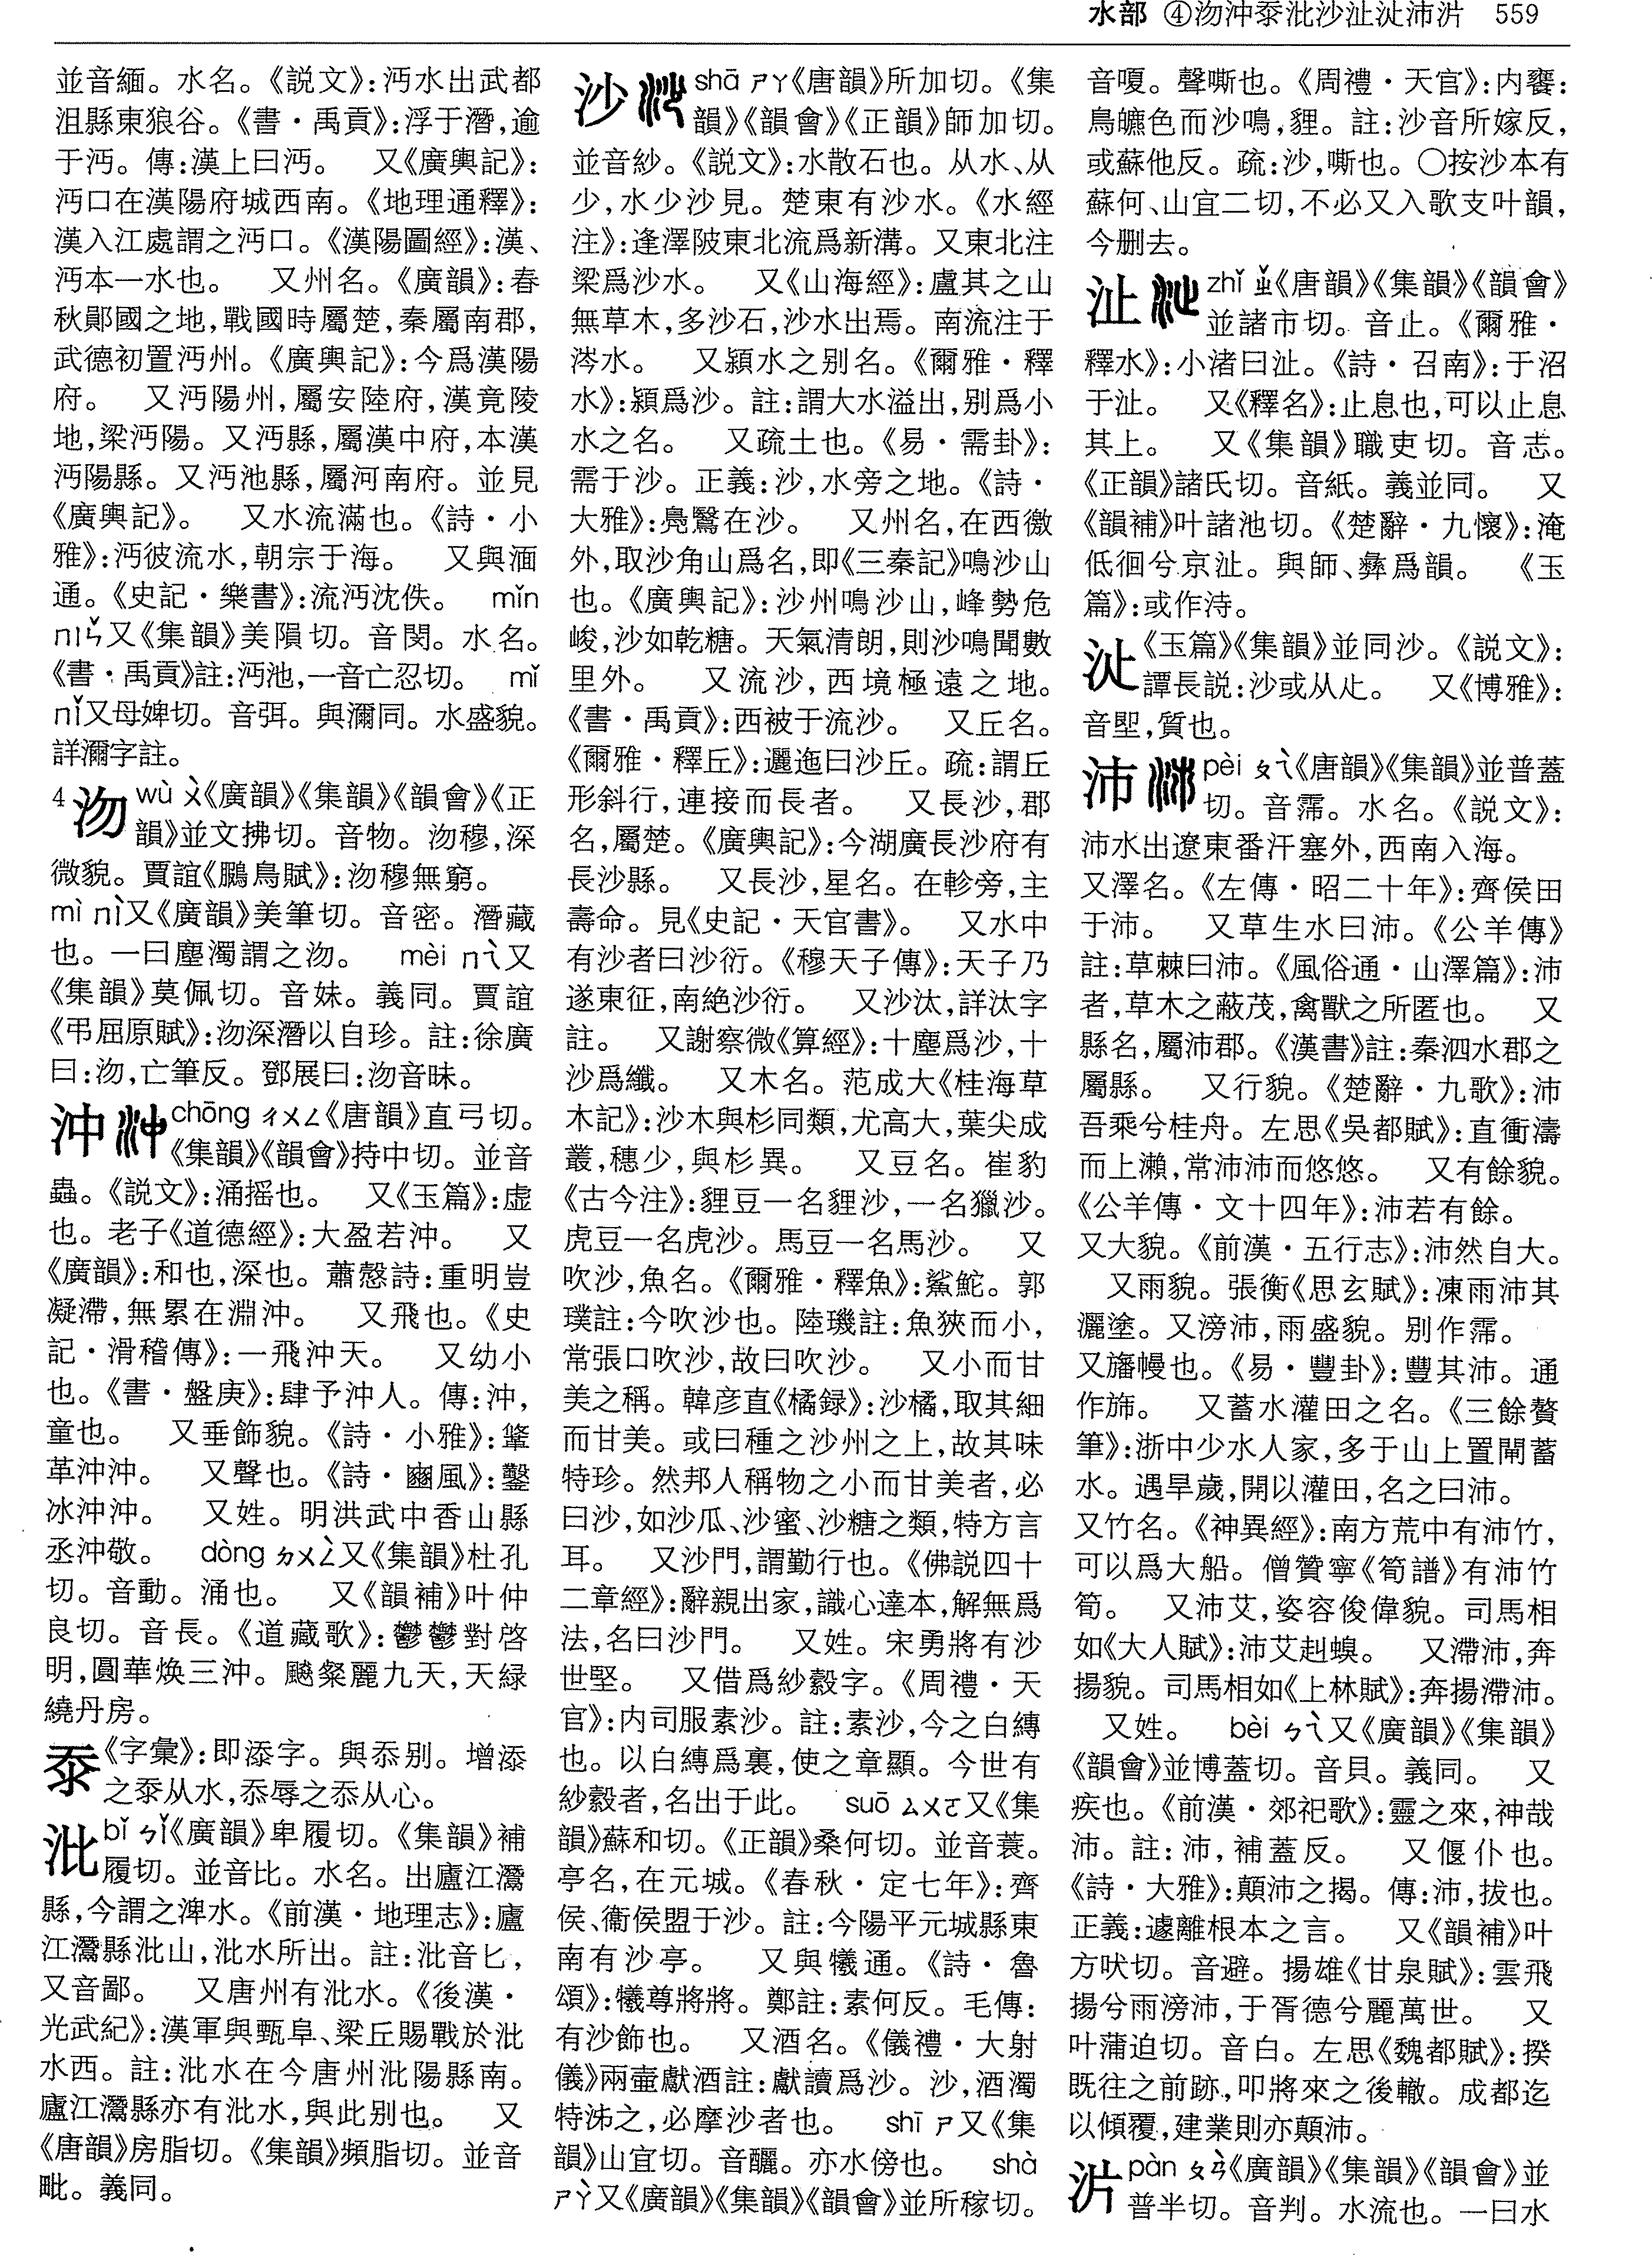 水部 ④沕沖沗沘沙沚沚沛沜 559
並音緬。水名。《説文》:沔水出武都
沮縣東狼谷。《書・禹貢》:浮于潛,逾
于沔。傳:漢上曰沔。 又《廣輿記》:
沔口在漢陽府城西南。《地理通釋》:
漢入江處謂之沔口。《漢陽圖經》:漢、
沔本一水也。 又州名。《廣韻》:春
秋鄖國之地,戰國時屬楚,秦屬南郡,
武德初置沔州。《廣輿記》:今爲漢陽
府。 又沔陽州,屬安陸府,漢竟陵
地,梁沔陽。又沔縣,屬漢中府,本漢
沔陽縣。又沔池縣,屬河南府。並見
《廣輿記》。 又水流滿也。《詩・小
雅》:沔彼流水,朝宗于海。 又與湎
通。《史記・樂書》:流沔沈佚。 mǐn
ㄇㄧㄣˇ又《集韻》美隕切。音閔。水名。
《書・禹貢》註:沔池,一音亡忍切。 mǐ
ㄇㄧˇ又母婢切。音弭。與瀰同。水盛貌。
詳瀰字註。
4 沕 wù ㄨˋ《廣韻》《集韻》《韻會》《正
韻》並文拂切。音物。沕穆,深
微貌。賈誼《鵩鳥賦》:沕穆無窮。
mì ㄇㄧˋ又《廣韻》美筆切。音密。潛藏
也。一曰塵濁謂之沕。 mèi ㄇㄟˋ又
《集韻》莫佩切。音妹。義同。賈誼
《弔屈原賦》:沕深潛以自珍。註:徐廣
曰:沕,亡筆反。鄧展曰:沕音昧。
沖 chōng ㄔㄨㄥ《唐韻》直弓切。
《集韻》《韻會》持中切。並音
蟲。《説文》:涌摇也。 又《玉篇》:虚
也。老子《道德經》:大盈若沖。 又
《廣韻》:和也,深也。蕭慤詩:重明豈
凝滯,無累在淵沖。 又飛也。《史
記・滑稽傳》:一飛沖天。 又幼小
也。《書・盤庚》:肆予沖人。傳:沖,
童也。 又垂飾貌。《詩・小雅》:鞗
革沖沖。 又聲也。《詩・豳風》:鑿
冰沖沖。 又姓。明洪武中香山縣
丞沖敬。 dòng ㄉㄨㄥˋ又《集韻》杜孔
切。音動。涌也。 又《韻補》叶仲
良切。音長。《道藏歌》:鬱鬱對啓
明,圓華焕三沖。飈粲麗九天,天緑
繞丹房。
沗 《字彙》:即添字。與忝别。增添
之沗从水,忝辱之忝从心。
沘 bǐ ㄅㄧˇ《廣韻》卑履切。《集韻》補
履切。並音比。水名。出廬江灊
縣,今謂之渒水。《前漢・地理志》:廬
江灊縣沘山,沘水所出。註:沘音匕,
又音鄙。 又唐州有沘水。《後漢・
光武紀》:漢軍與甄阜、梁丘賜戰於沘
水西。註:沘水在今唐州沘陽縣南。
廬江灊縣亦有沘水,與此别也。 又
《唐韻》房脂切。《集韻》頻脂切。並音
毗。義同。
沙 shā ㄕㄚ《唐韻》所加切。《集
韻》《韻會》《正韻》師加切。
並音紗。《説文》:水散石也。从水、从
少,水少沙見。楚東有沙水。《水經
注》:逢澤陂東北流爲新溝。又東北注
梁爲沙水。 又《山海經》:盧其之山
無草木,多沙石,沙水出焉。南流注于
涔水。 又潁水之别名。《爾雅・釋
水》:潁爲沙。註:謂大水溢出,别爲小
水之名。 又疏土也。《易・需卦》:
需于沙。正義:沙,水旁之地。《詩・
大雅》:鳧鷖在沙。 又州名,在西徼
外,取沙角山爲名,即《三秦記》鳴沙山
也。《廣輿記》:沙州鳴沙山,峰勢危
峻,沙如乾糖。天氣清朗,則沙鳴聞數
里外。 又流沙,西境極遠之地。
《書・禹貢》:西被于流沙。 又丘名。
《爾雅・釋丘》:邐迤曰沙丘。疏:謂丘
形斜行,連接而長者。 又長沙,郡
名,屬楚。《廣輿記》:今湖廣長沙府有
長沙縣。 又長沙,星名。在軫旁,主
壽命。見《史記・天官書》。 又水中
有沙者曰沙衍。《穆天子傳》:天子乃
遂東征,南絶沙衍。 又沙汰,詳汰字
註。 又謝察微《算經》:十塵爲沙,十
沙爲纖。 又木名。范成大《桂海草
木記》:沙木與杉同類,尤高大,葉尖成
叢,穗少,與杉異。 又豆名。崔豹
《古今注》:貍豆一名貍沙,一名獵沙。
虎豆一名虎沙。馬豆一名馬沙。 又
吹沙,魚名。《爾雅・釋魚》:鯊鮀。郭
璞註:今吹沙也。陸璣註:魚狹而小,
常張口吹沙,故曰吹沙。 又小而甘
美之稱。韓彦直《橘録》:沙橘,取其細
而甘美。或曰種之沙州之上,故其味
特珍。然邦人稱物之小而甘美者,必
曰沙,如沙瓜、沙蜜、沙糖之類,特方言
耳。 又沙門,謂勤行也。《佛説四十
二章經》:辭親出家,識心達本,解無爲
法,名曰沙門。 又姓。宋勇將有沙
世堅。 又借爲紗縠字。《周禮・天
官》:内司服素沙。註:素沙,今之白縳
也。以白縳爲裏,使之章顯。今世有
紗縠者,名出于此。 suō ㄙㄨㄛ又《集
韻》蘇和切。《正韻》桑何切。並音蓑。
亭名,在元城。《春秋・定七年》:齊
侯、衞侯盟于沙。註:今陽平元城縣東
南有沙亭。 又與犧通。《詩・魯
頌》:犧尊將將。鄭註:素何反。毛傳:
有沙飾也。 又酒名。《儀禮・大射
儀》兩壷獻酒註:獻讀爲沙。沙,酒濁
特泲之,必摩沙者也。 shī ㄕ又《集
韻》山宜切。音釃。亦水傍也。 shà
ㄕㄚˋ又《廣韻》《集韻》《韻會》並所稼切。
音嗄。聲嘶也。《周禮・天官》:内饔:
鳥皫色而沙鳴,貍。註:沙音所嫁反,
或蘇他反。疏:沙,嘶也。〇按沙本有
蘇何、山宜二切,不必又入歌支叶韻,
今删去。
沚 zhǐ ㄓˇ《唐韻》《集韻》《韻會》
並諸市切。音止。《爾雅・
釋水》:小渚曰沚。《詩・召南》:于沼
于沚。 又《釋名》:止息也,可以止息
其上。 又《集韻》職吏切。音志。
《正韻》諸氏切。音紙。義並同。 又
《韻補》叶諸池切。《楚辭・九懷》:淹
低徊兮京沚。與師、彝爲韻。 《玉
篇》:或作洔。
《玉篇》《集韻》並同沙。《説文》:
譚長説:沙或从𣥂。 又《博雅》:
音聖,質也。
沛 pèi ㄆㄟˋ《唐韻》《集韻》並普蓋
切。音霈。水名。《説文》:
沛水出遼東番汗塞外,西南入海。
又澤名。《左傳・昭二十年》:齊侯田
于沛。 又草生水曰沛。《公羊傳》
註:草棘曰沛。《風俗通・山澤篇》:沛
者,草木之蔽茂,禽獸之所匿也。 又
縣名,屬沛郡。《漢書》註:秦泗水郡之
屬縣。 又行貌。《楚辭・九歌》:沛
吾乘兮桂舟。左思《吳都賦》:直衝濤
而上瀨,常沛沛而悠悠。 又有餘貌。
《公羊傳・文十四年》:沛若有餘。
又大貌。《前漢・五行志》:沛然自大。
又雨貌。張衡《思玄賦》:凍雨沛其
灑塗。又滂沛,雨盛貌。别作霈。
又旛幔也。《易・豐卦》:豐其沛。通
作斾。 又蓄水灌田之名。《三餘贅
筆》:浙中少水人家,多于山上置閘蓄
水。遇旱歲,開以灌田,名之曰沛。
又竹名。《神異經》:南方荒中有沛竹,
可以爲大船。僧贊寧《筍譜》有沛竹
筍。 又沛艾,姿容俊偉貌。司馬相
如《大人賦》:沛艾赳螑。 又滯沛,奔
揚貌。司馬相如《上林賦》:奔揚滯沛。
又姓。 bèi ㄅㄟˋ又《廣韻》《集韻》
《韻會》並博蓋切。音貝。義同。 又
疾也。《前漢・郊祀歌》:靈之來,神哉
沛。註:沛,補蓋反。 又偃仆也。
《詩・大雅》:顛沛之揭。傳:沛,拔也。
正義:遽離根本之言。 又《韻補》叶
方吠切。音避。揚雄《甘泉賦》:雲飛
揚兮雨滂沛,于胥德兮麗萬世。 又
叶蒲迫切。音白。左思《魏都賦》:揆
既往之前跡,叩將來之後轍。成都迄
以傾覆,建業則亦顛沛。
沜 pàn ㄆㄢˋ《廣韻》《集韻》《韻會》並
普半切。音判。水流也。一曰水